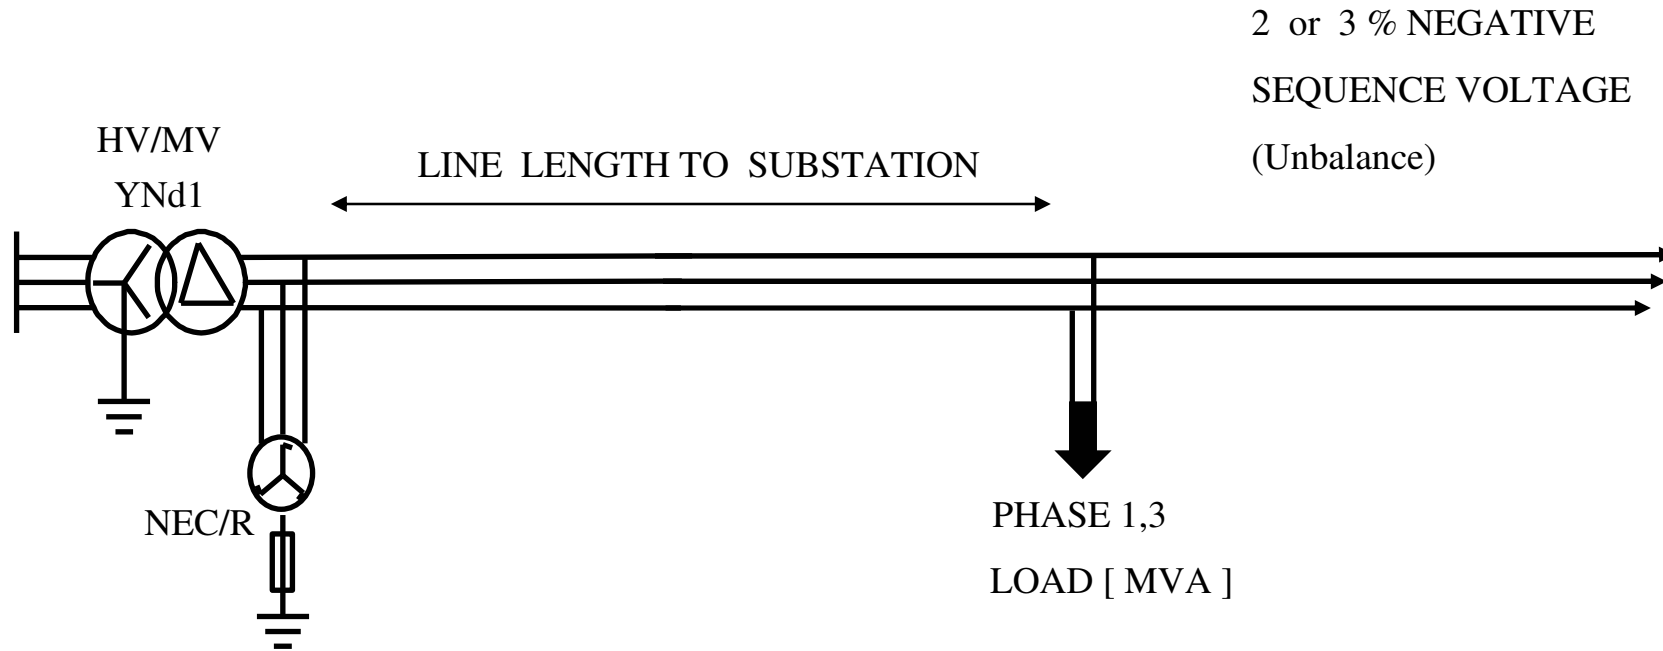 2 or 3 % NEGATIVE
SEQUENCE VOLTAGE
(Unbalance)
HV/MV
YNd1
LINE LENGTH TO SUBSTATION
NEC/R
PHASE 1,3
LOAD [ MVA ]